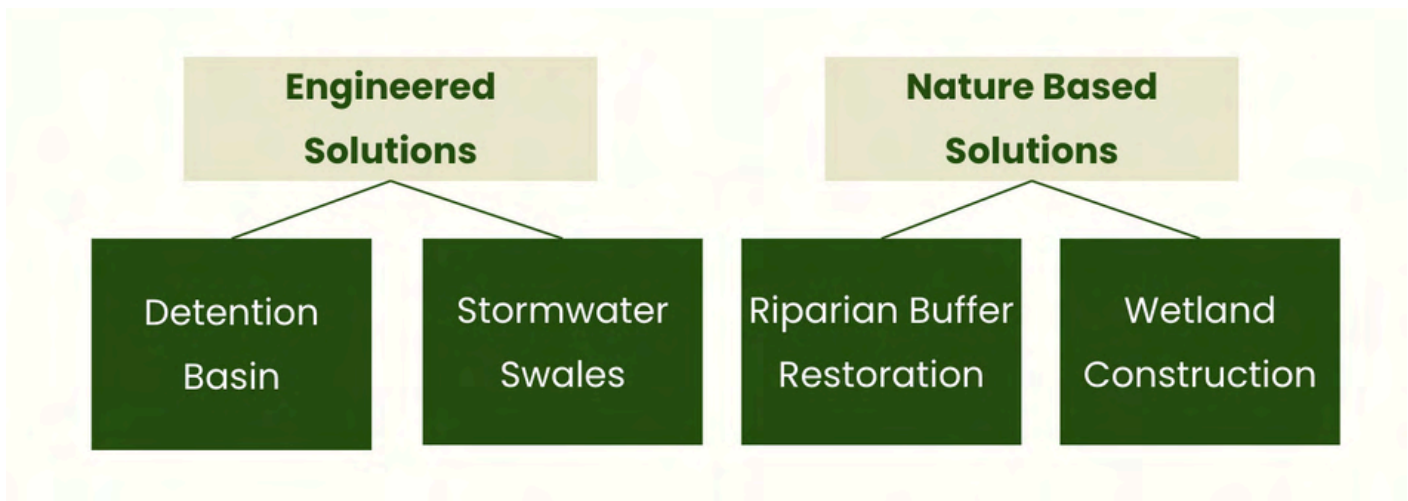 Engineered
Solutions
Nature Based
Solutions
Detention
Basin
Stormwater
Swales
Riparian Buffer
Restoration
Wetland
Construction